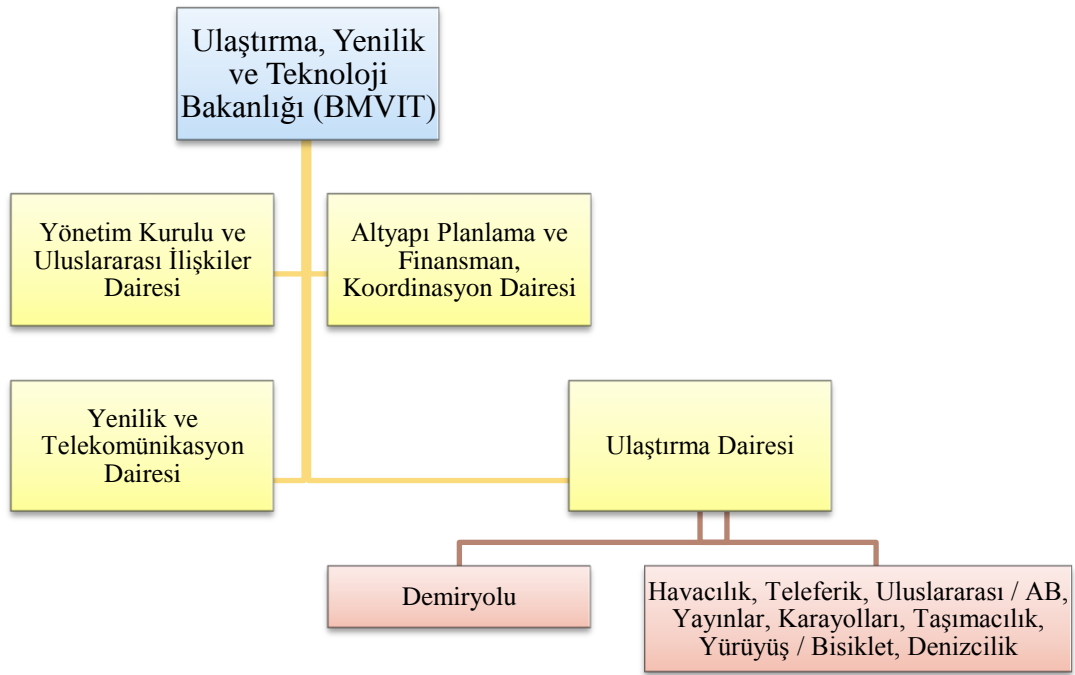 Ulaştırma, Yenilik
ve Teknoloji
Bakanlığı (BMVIT)
Yönetim Kurulu ve
Uluslararası İlişkiler
Dairesi
Altyapı Planlama ve
Finansman,
Koordinasyon Dairesi
Yenilik ve
Telekomünikasyon
Dairesi
Ulaştırma Dairesi
Demiryolu
Havacılık, Teleferik, Uluslararası / AB,
Yayınlar, Karayolları, Taşımacılık,
Yürüyüş / Bisiklet, Denizcilik